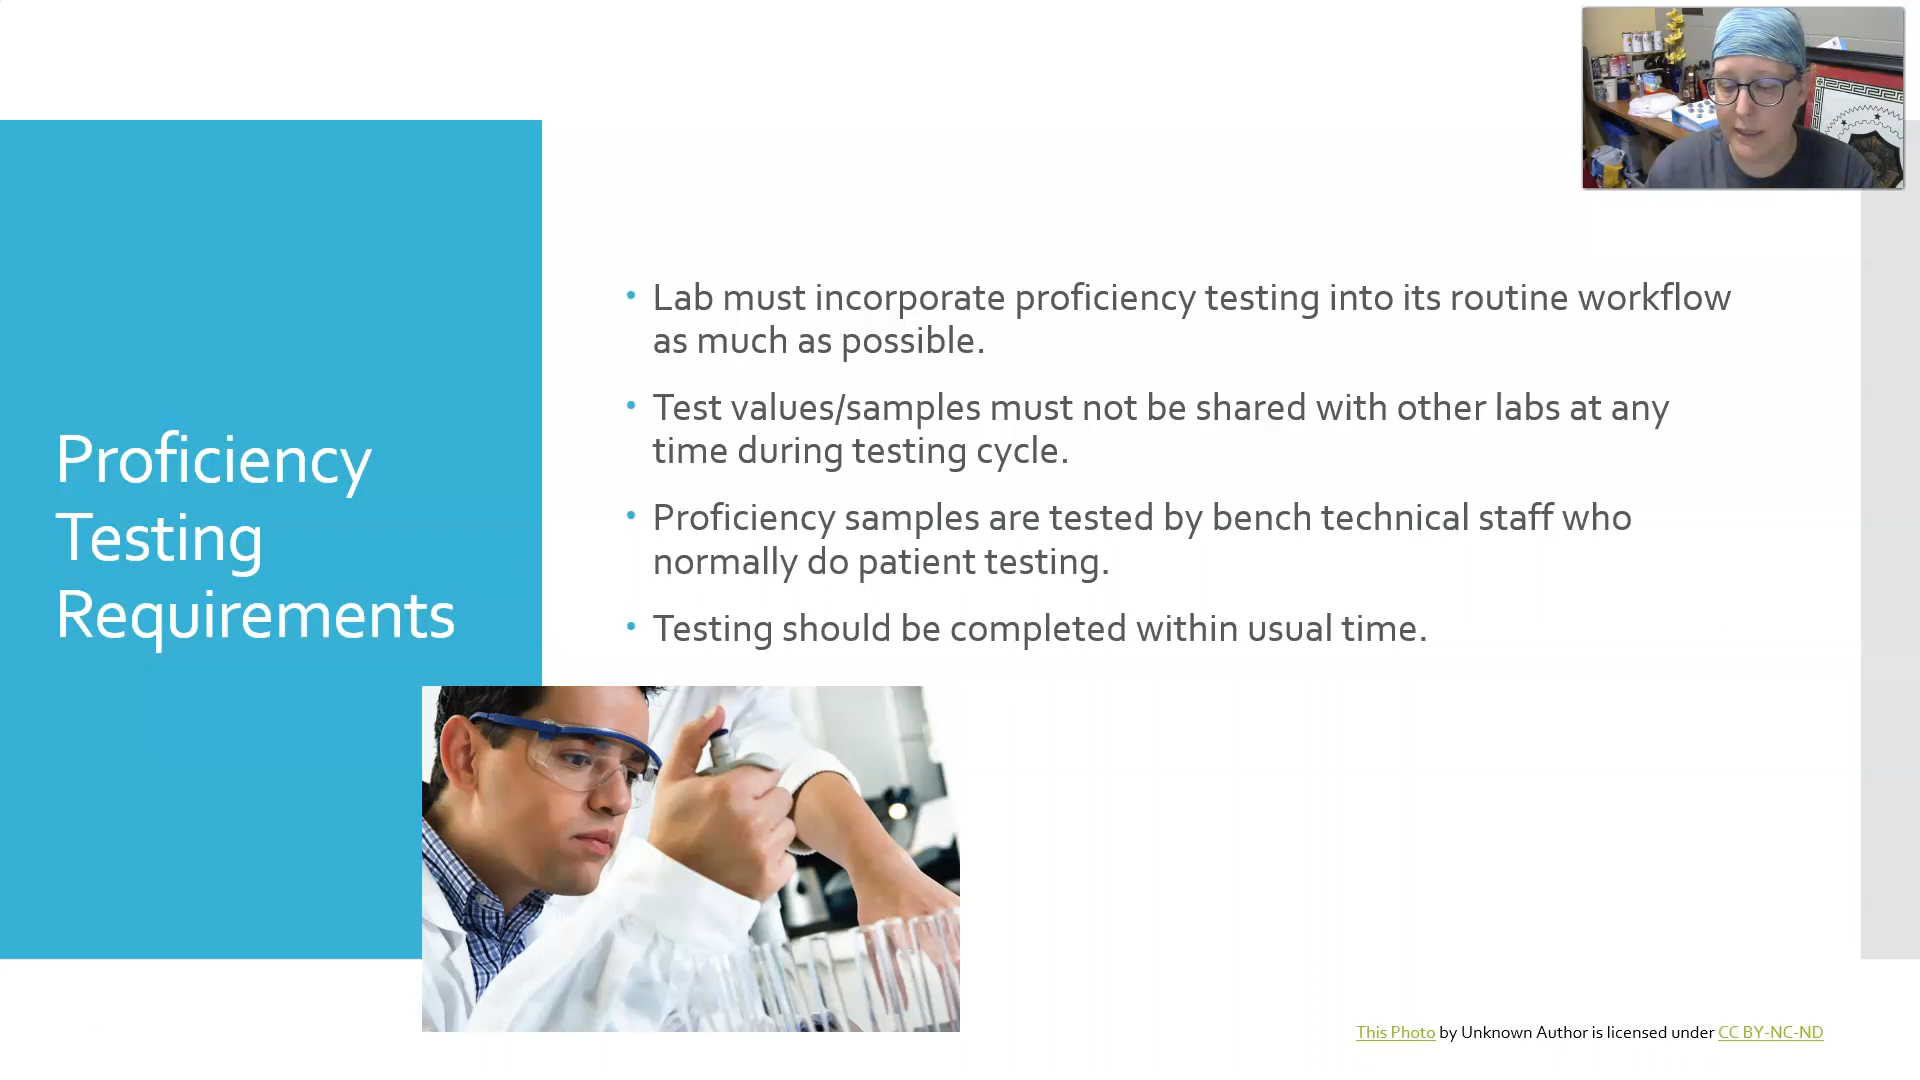 Proficiency
Testing
Requirements
• Lab must incorporate proficiency testing into its routine workflow
as much as possible.
• Test values/samples must not be shared with other labs at any
time during testing cycle.
• Proficiency samples are tested by bench technical staff who
normally do patient testing.
• Testing should be completed within usual time.
This Photo by Unknown Author is licensed under CC BY-NC-ND